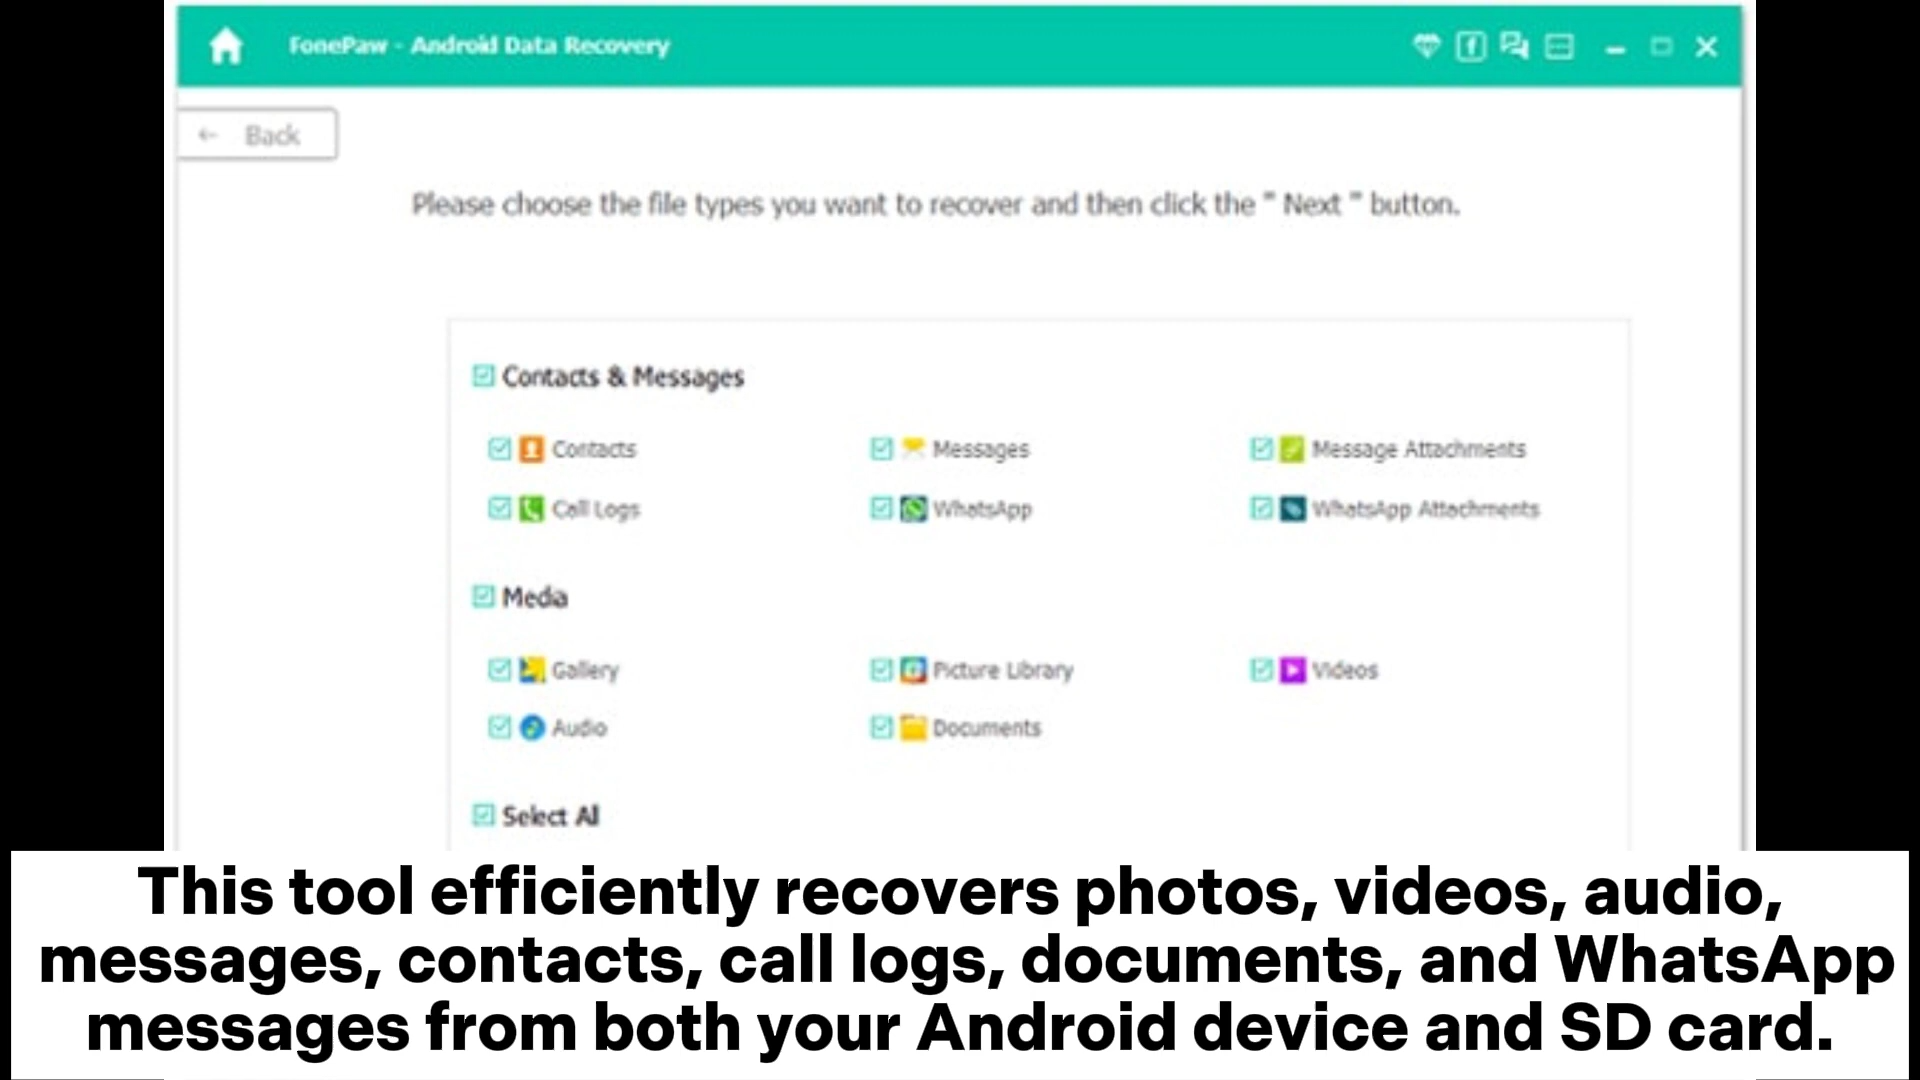 FonePaw - Android Data Recovery
Back
Please choose the file types you want to recover and then click the " Next " button.
Contacts & Messages
Contacts Messages Message Attachments
Call Logs WhatsApp WhatsApp Attachments
Media
Gallery Picture Library Videos
Audio Documents
Select All
This tool efficiently recovers photos, videos, audio,
messages, contacts, call logs, documents, and WhatsApp
messages from both your Android device and SD card.